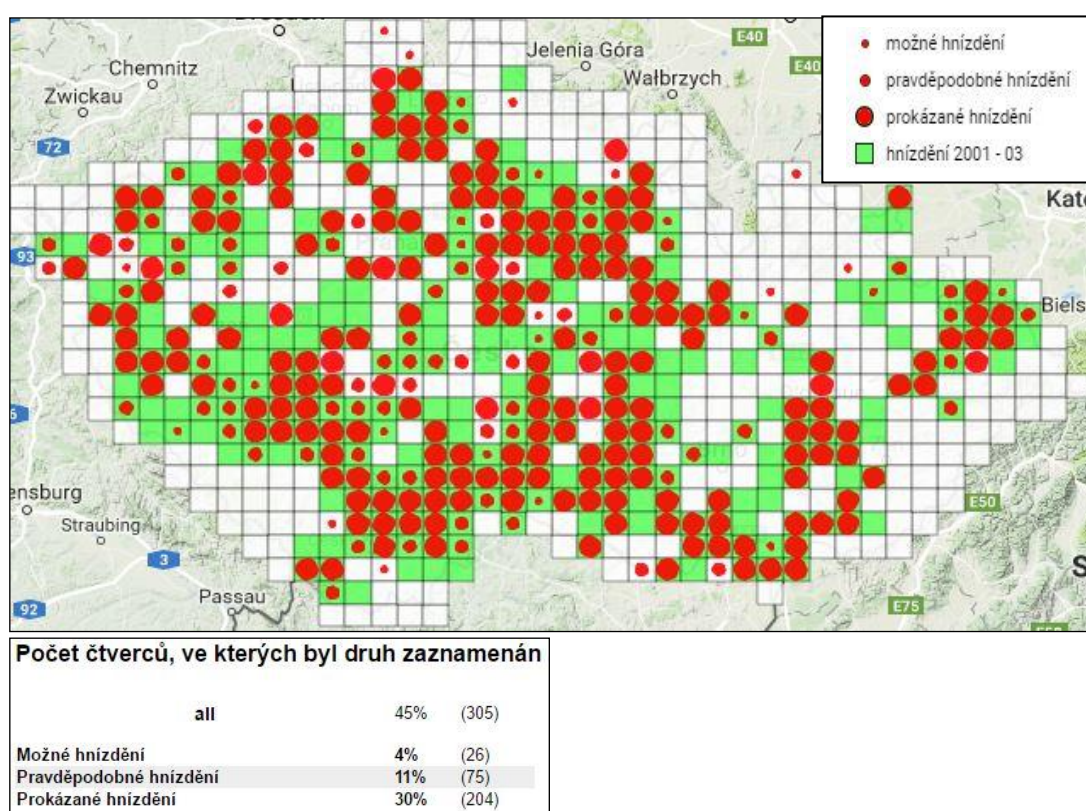 E40
možné hnízdění
Jelenia Góra
E40
Chemnitz
Wałbrzych
pravděpodobné hnízdění
Zwickau
prokázané hnízdění
72
hnízdění 2001 - 03
Kato
93
Biels
ensburg
E50
Straubing
3
S
Passau
92
E75
Počet čtverců, ve kterých byl druh zaznamenán
all 45% (305)
Možné hnízdění 4% (26)
Pravděpodobné hnízdění 11% (75)
Prokázané hnízdění 30% (204)